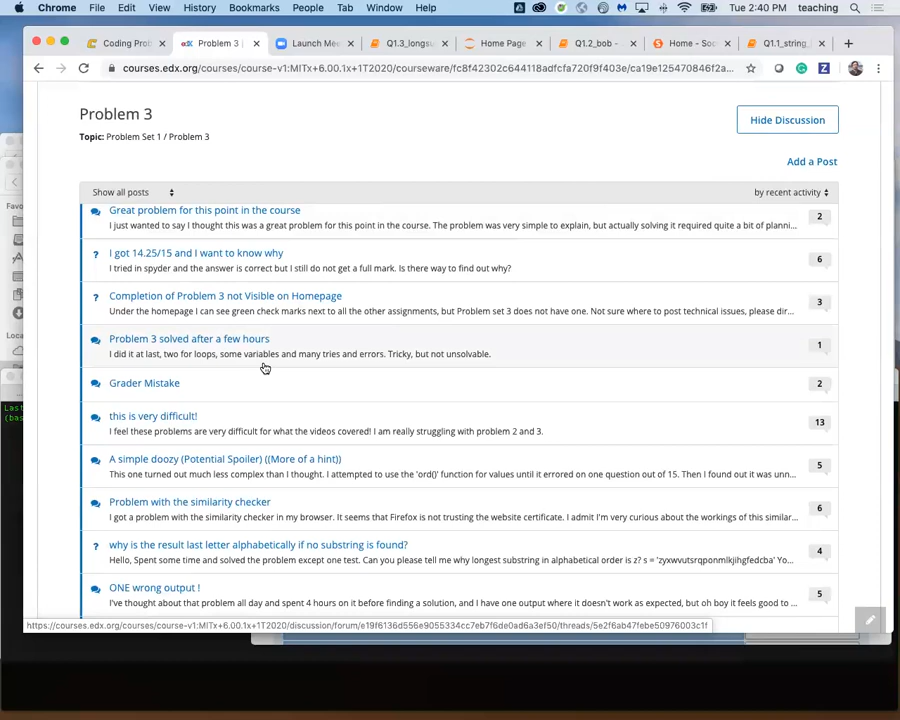 Chrome File Edit View History Bookmarks People Tab Window Help Tue 2:40 PM teaching
Coding Prob Problem 3 | Launch Mee Q1.3_longsu Home Page Q1.2_bob - Home - Soc Q1.1_string_
courses.edx.org/courses/course-v1:MITx+6.00.1x+1T2020/courseware/fc8f42302c644118adfcfa720f9f403e/ca19e125470846f2a...
Problem 3
Hide Discussion
Topic: Problem Set 1 / Problem 3
Add a Post
Show all posts by recent activity
Great problem for this point in the course 2
I just wanted to say I thought this was a great problem for this point in the course. The problem was very simple to explain, but actually solving it required quite a bit of planni...
? I got 14.25/15 and I want to know why 6
I tried in spyder and the answer is correct but I still do not get a full mark. Is there way to find out why?
? Completion of Problem 3 not Visible on Homepage 3
Under the homepage I can see green check marks next to all the other assignments, but Problem set 3 does not have one. Not sure where to post technical issues, please dir...
Problem 3 solved after a few hours 1
I did it at last, two for loops, some variables and many tries and errors. Tricky, but not unsolvable.
Grader Mistake 2
this is very difficult! 13
I feel these problems are very difficult for what the videos covered! I am really struggling with problem 2 and 3.
A simple doozy (Potential Spoiler) ((More of a hint)) 5
This one turned out much less complex than I thought. I attempted to use the 'ord()' function for values until it errored on one question out of 15. Then I found out it was unn...
Problem with the similarity checker 6
I got a problem with the similarity checker in my browser. It seems that Firefox is not trusting the website certificate. I admit I'm very curious about the workings of this similar...
? why is the result last letter alphabetically if no substring is found? 4
Hello, Spent some time and solved the problem except one test. Can you please tell me why longest substring in alphabetical order is z? s = 'zyxwvutsrqponmlkjihgfedcba' Yo...
ONE wrong output ! 5
I've thought about that problem all day and spent 4 hours on it before finding a solution, and I have one output where it doesn't work as expected, but oh boy it feels good to ...
https://courses.edx.org/courses/course-v1:MITx+6.00.1x+1T2020/discussion/forum/e19f6136d556e9055334cc7eb7f6de0ad6a3ef50/threads/5e2f6ab47febe50976003c1f
Favo
Loca
Last
(bas